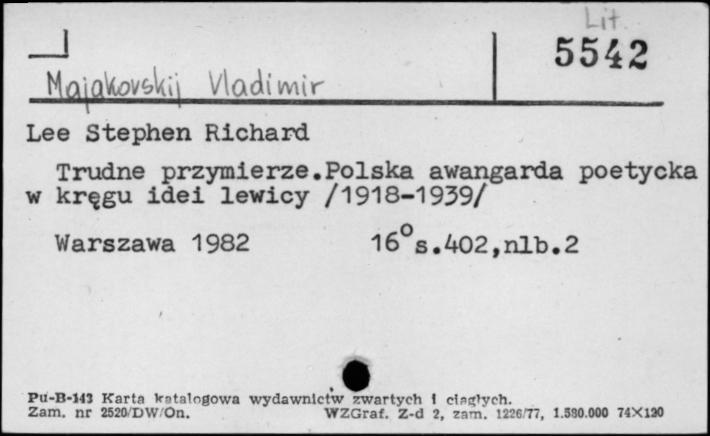 Lit.
5542
Majakovskij Vladimir
Lee Stephen Richard
Trudne przymierze.Polska awangarda poetycka
w kręgu idei lewicy /1918-1939/
Warszawa 1982 16° s.402,nlb.2
Pu-B-143 Karta katalogowa wydawnictw zwartych i ciągłych.
Zam. nr 2520/DW/On. WZGraf. Z-d 2, zam. 1226/77, 1.580.000 74X120